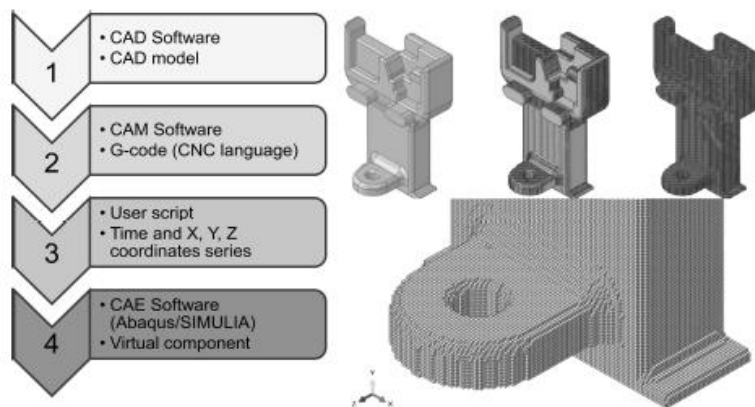 1
• CAD Software
• CAD model
2
• CAM Software
• G-code (CNC language)
3
• User script
• Time and X, Y, Z
coordinates series
4
• CAE Software
(Abaqus/SIMULIA)
• Virtual component
Y
Z
X